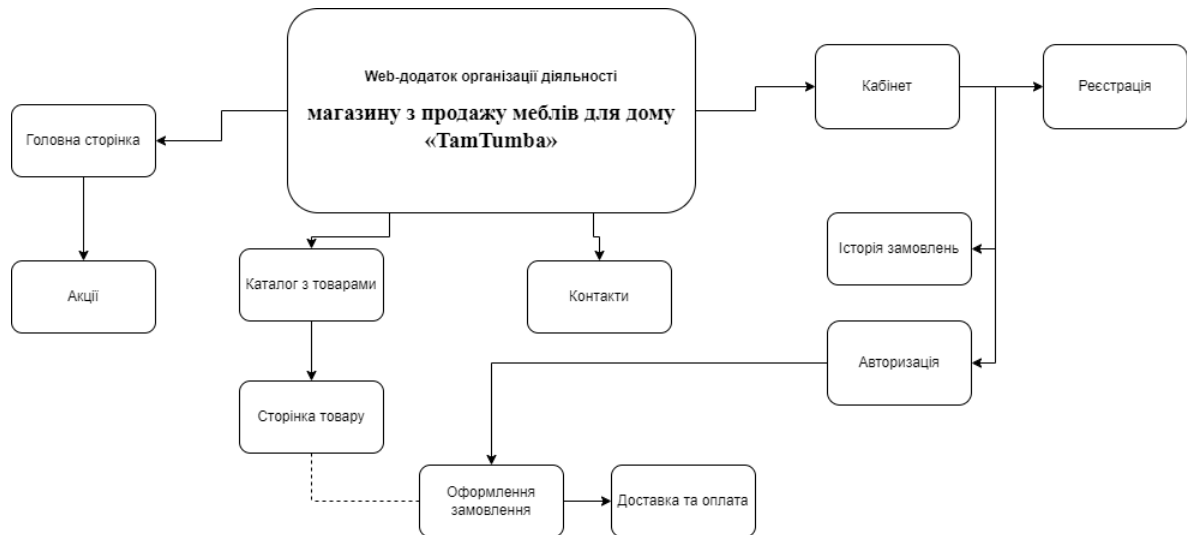 Web-додаток організації діяльності
магазину з продажу меблів для дому
«TamTumba»
Кабінет
Реєстрація
Головна сторінка
Історія замовлень
Акції
Каталог з товарами
Контакти
Авторизація
Сторінка товару
Оформлення
замовлення
Доставка та оплата